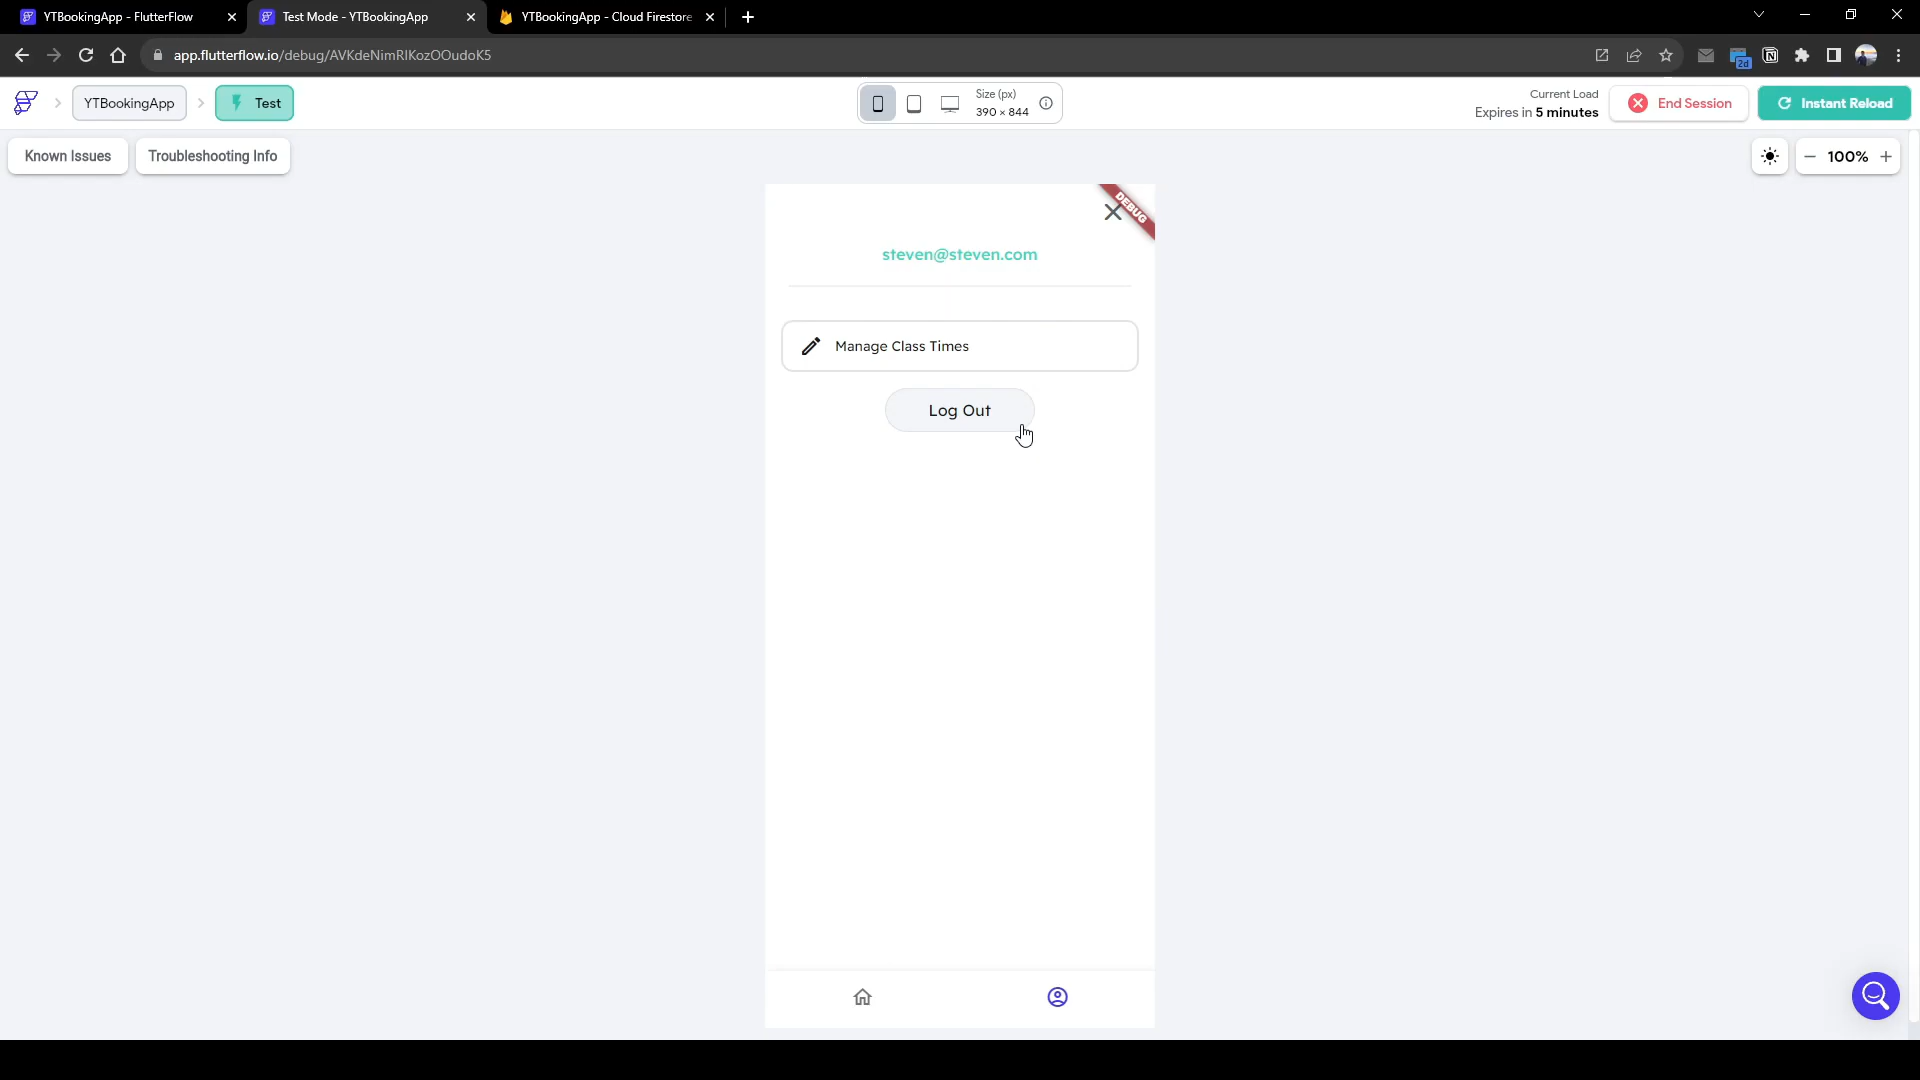 YTBookingApp - FlutterFlow
Test Mode - YTBookingApp
YTBookingApp - Cloud Firestore
app.flutterflow.io/debug/AVKdeNimRlKozOOudoK5
2d
YTBookingApp
Test
Size (px)
390 × 844
Current Load
Expires in 5 minutes
End Session
Instant Reload
Known Issues
Troubleshooting Info
100%
DEBUG
steven@steven.com
Manage Class Times
Log Out